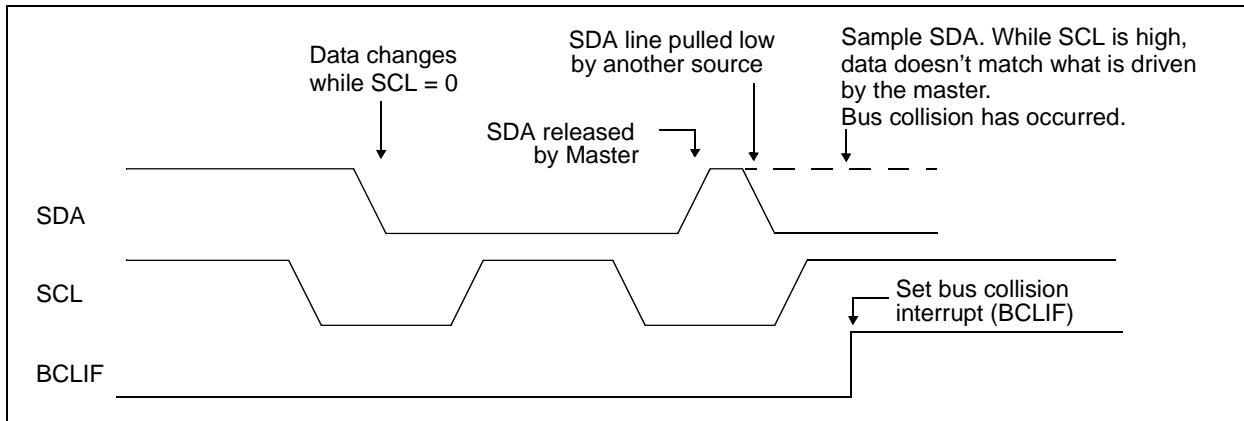 Data changes
while SCL = 0
SDA line pulled low
by another source
Sample SDA. While SCL is high,
data doesn't match what is driven
by the master.
Bus collision has occurred.
SDA released
by Master
SDA
SCL
Set bus collision
interrupt (BCLIF)
BCLIF